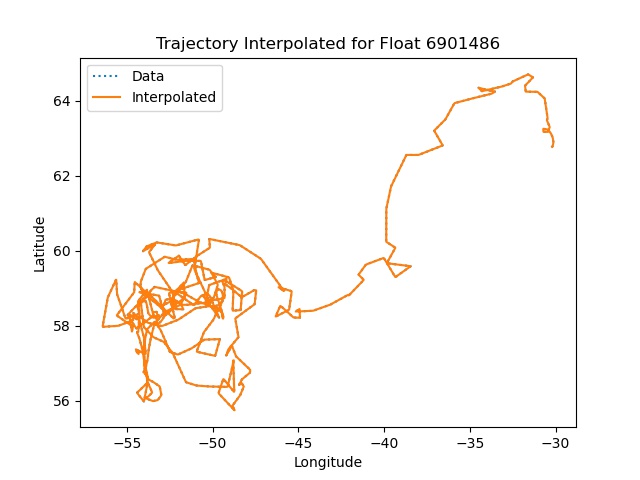 Trajectory Interpolated for Float 6901486
Data
Interpolated
64
62
60
58
56
Latitude
−55
−50
−45
−40
−35
−30
Longitude